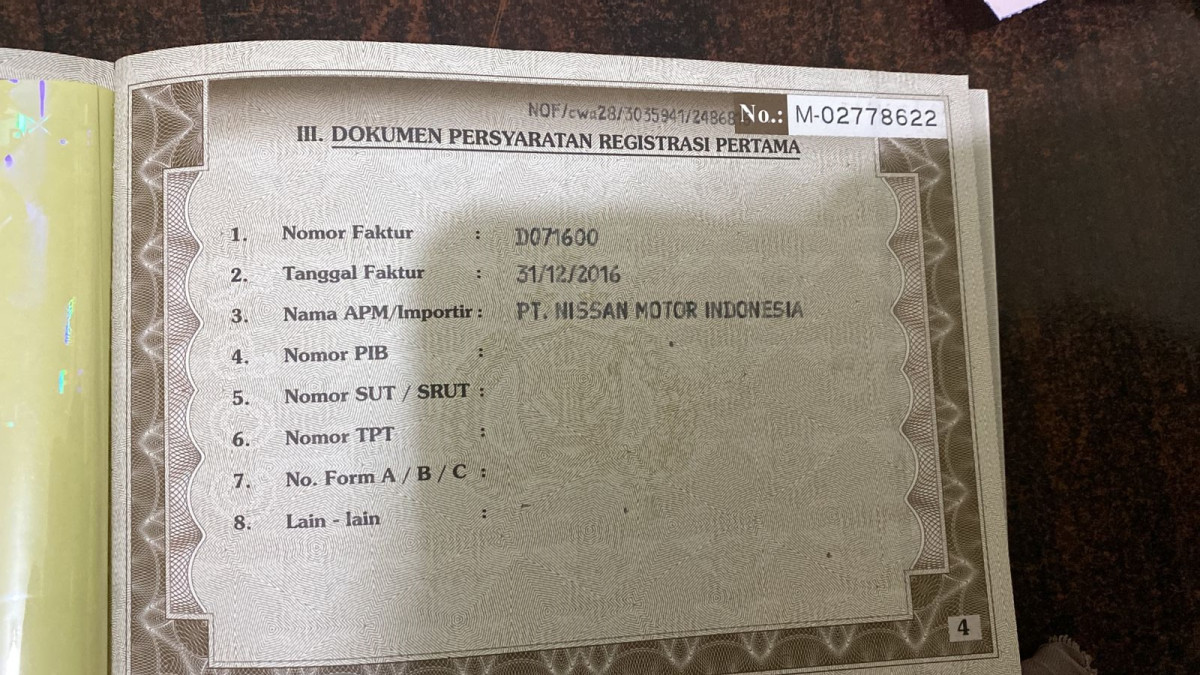 NOF/cwa28/3035941/24868 No.: M-02778622
III. DOKUMEN PERSYARATAN REGISTRASI PERTAMA
1. Nomor Faktur : D071600
2. Tanggal Faktur : 31/12/2016
3. Nama APM/Importir : PT. NISSAN MOTOR INDONESIA
4. Nomor PIB :
5. Nomor SUT / SRUT :
6. Nomor TPT :
7. No. Form A / B / C :
8. Lain - lain : -
4